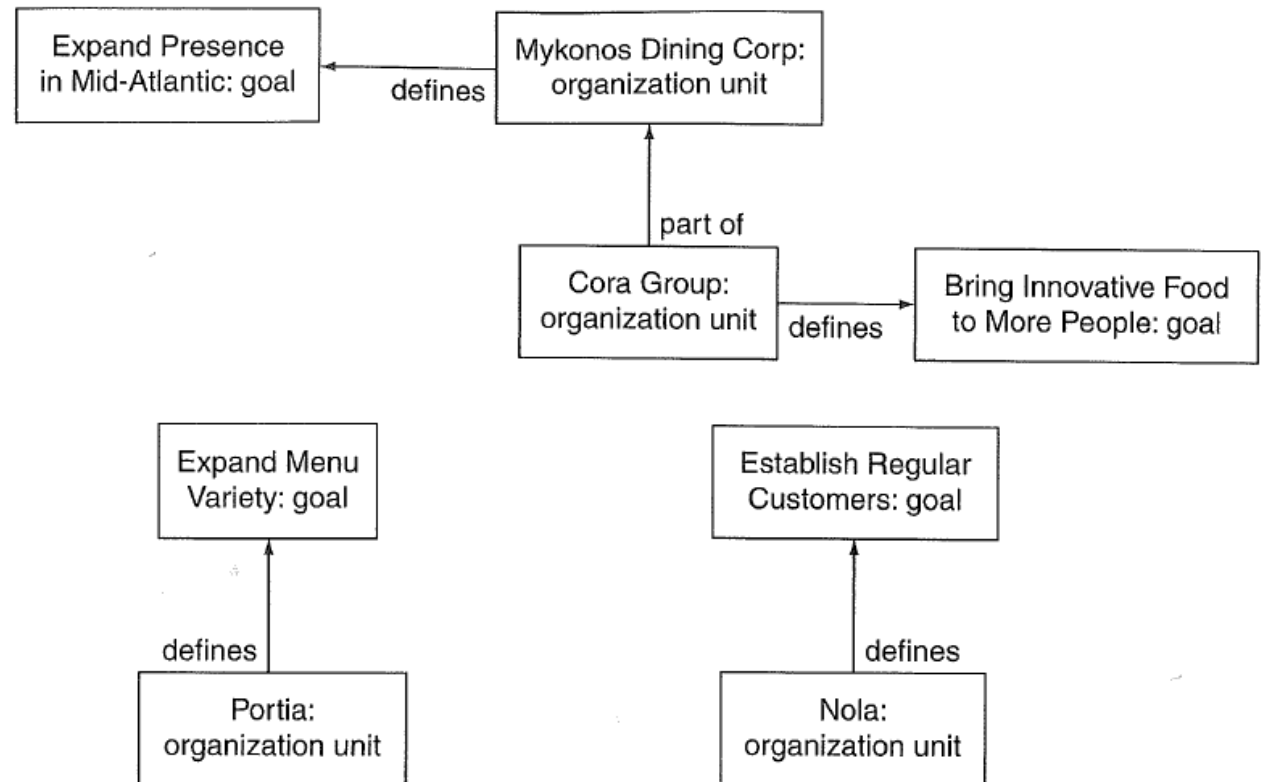 Expand Presence
in Mid-Atlantic: goal
defines
Mykonos Dining Corp:
organization unit
part of
Cora Group:
organization unit
defines
Bring Innovative Food
to More People: goal
Expand Menu
Variety: goal
defines
Portia:
organization unit
Establish Regular
Customers: goal
defines
Nola:
organization unit